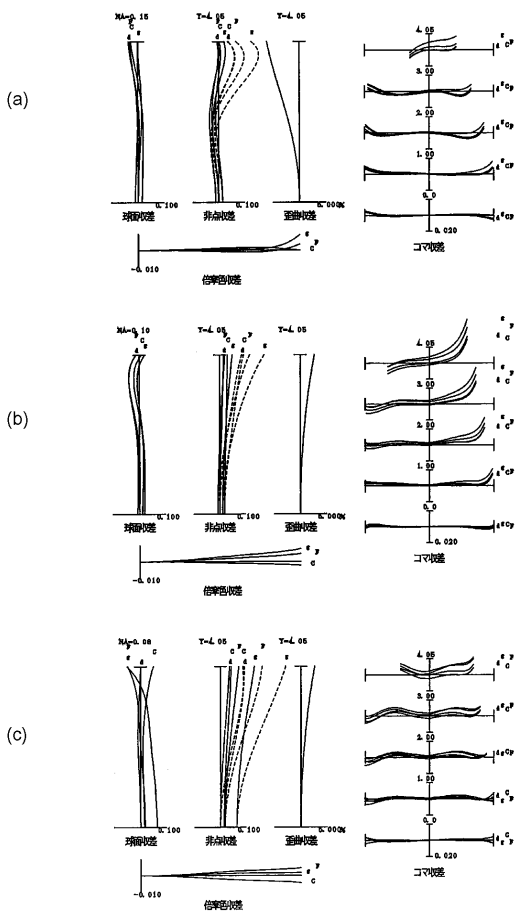 (a)
NA=0.15 Y=4.05 Y=4.05
F
C
d g
F
C C F
d g d g
4.05
g
d C F
3.00
d g C F
2.00
d g C F
1.00
d g C F
0.0
d g C F
0.020
0.100 0.100 5.000%
球面収差 非点収差 歪曲収差
コマ収差
g
F
C
-0.010
倍率色収差
(b)
NA=0.10 Y=4.05 Y=4.05
F
C
d g
F C F
C
d g d g
4.05
g
F
d C
3.00
g
F
d C
2.00
g
d C F
1.00
d g C F
0.0
d g C F
0.020
0.100 0.100 5.000%
球面収差 非点収差 歪曲収差
コマ収差
g
F
C
-0.010
倍率色収差
(c)
NA=0.08 Y=4.05 Y=4.05
F C
g d
C F F
C
d d g g
4.05
g F
d C
3.00
d g C F
2.00
d g C F
1.00
C
d g F
0.0
C
d g F
0.020
0.100 0.100 5.000%
球面収差 非点収差 歪曲収差
コマ収差
F
g
C
-0.010
倍率色収差